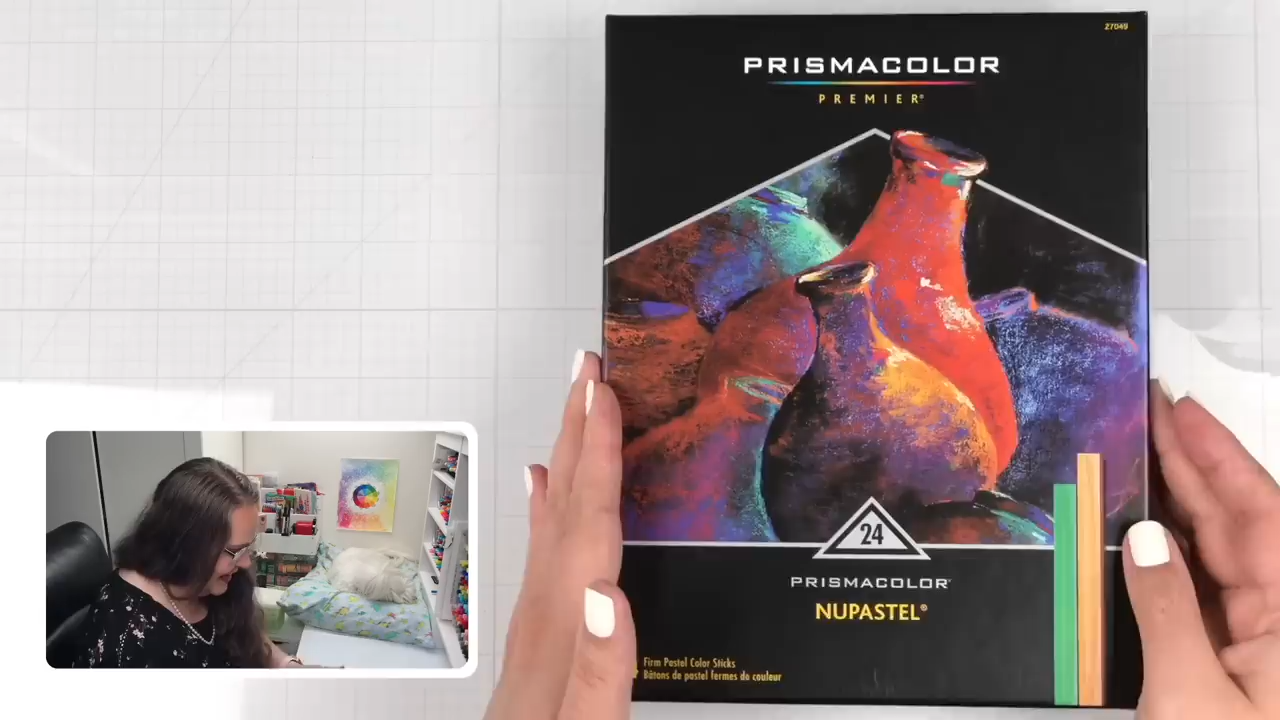 27049
PRISMACOLOR
PREMIER®
24
PRISMACOLOR®
NUPASTEL®
Firm Pastel Color Sticks
Bâtons de pastel fermes de couleur